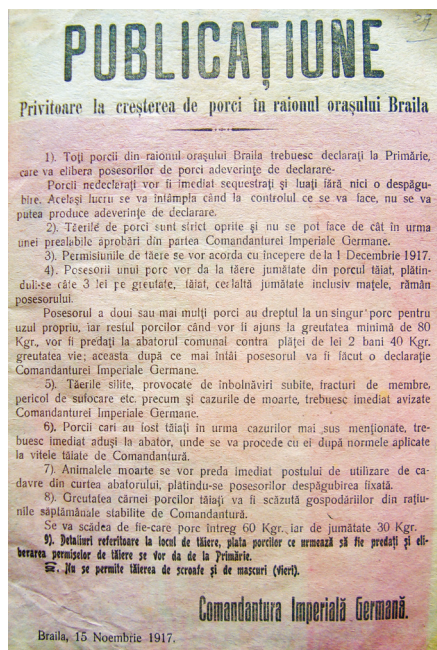 29
PUBLICAȚIUNE
Privitoare la creșterea de porci în raionul orașului Braila
1). Toți porcii din raionul orașului Braila trebuesc declarați la Primărie,
care va elibera posesorilor de porci adeverințe de declarare-
Porcii nedeclerați vor fi imediat sequestrați și luați fără nici o despăgu-
bire. Același lucru se va întâmpla când la controlul ce se va face, nu se va
putea produce adeverințe de declarare.
2). Tăerile de porci sunt strict oprite și nu se pot face de cât în urma
unei prealabile aprobări din partea Comandanturei Imperiale Germane.
3). Permisiunile de tăere se vor acorda cu începere de la 1 Decembrie 1917.
4). Posesorii unui porc vor da la tăere jumătate din porcul tăiat, plătin-
du-li-se câte 3 lei pe greutate, tăiat, cealaltă jumătate inclusiv mațele, rămân
posesorului.
Posesorul a doui sau mai mulți porci au dreptul la un singur porc pentru
uzul propriu, iar restul porcilor când vor fi ajuns la greutatea minimă de 80
Kgr., vor fi predați la abatorul comunal contra plăței de lei 2 bani 40 Kgr.
greutatea vie; aceasta după ce mai întâi posesorul va fi făcut o declarație
Comandanturei Imperiale Germane.
5). Tăerile silite, provocate de îmbolnăviri subite, fracturi de membre,
pericol de sufocare etc. precum și cazurile de moarte, trebuesc imediat avizate
Comandanturei Imperiale Germane.
6). Porcii cari au fost tăiați în urma cazurilor mai sus menționate, tre-
buesc imediat aduși la abator, unde se va procede cu ei după normele aplicate
la vitele tăiate de Comandantură.
7). Animalele moarte se vor preda imediat postului de utilizare de ca-
davre din curtea abatorului, plătindu-se posesorilor despăgubirea fixată.
8). Greutatea cărnei porcilor tăiați va fi scăzută gospodăriilor din rațiu-
nile săptămânale stabilite de Comandantură.
Se va scădea de fie-care porc întreg 60 Kgr. iar de jumătate 30 Kgr.
9). Detaliuri referitoare la locul de tăiere, plata porcilor ce urmează să fie predați și eli-
berarea permiselor de tăiere se vor da de la Primărie.
10). Nu se permite tăierea de scroafe și de mascuri (vieri).
Comandantura Imperială Germană.
Braila, 15 Noembrie 1917.